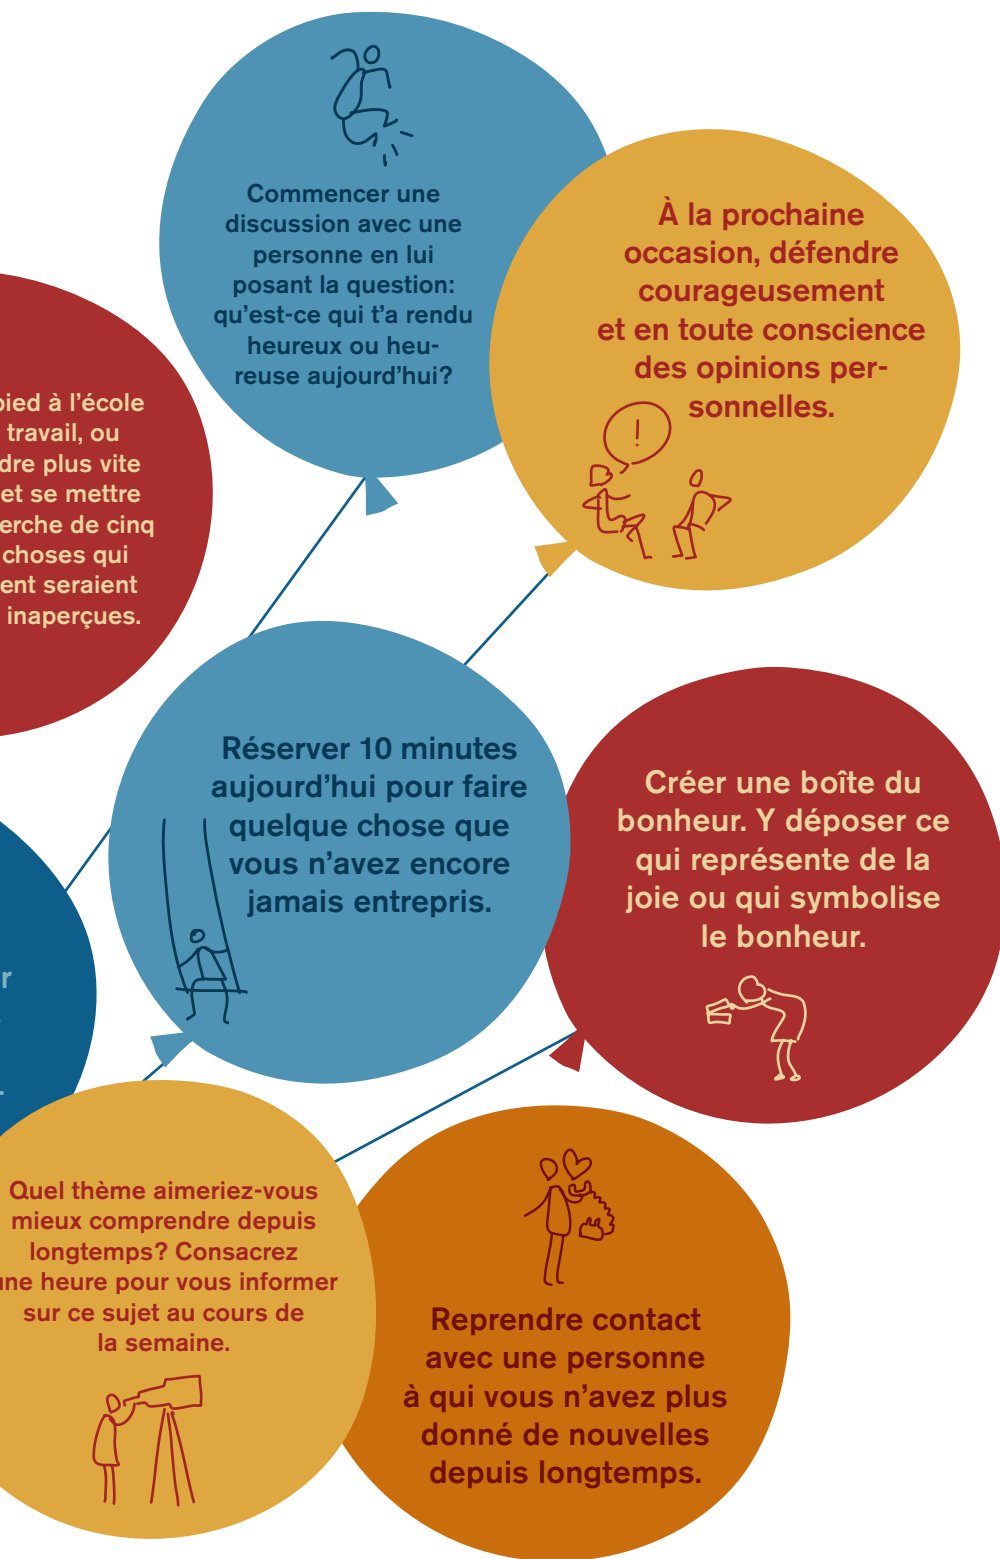 Commencer une
discussion avec une
personne en lui
posant la question:
qu'est-ce qui t'a rendu
heureux ou heu-
reuse aujourd'hui?
À la prochaine
occasion, défendre
courageusement
et en toute conscience
des opinions per-
sonnelles.
!
pied à l'école
travail, ou
dre plus vite
et se mettre
erche de cinq
choses qui
ent seraient
inaperçues.
Réserver 10 minutes
aujourd'hui pour faire
quelque chose que
vous n'avez encore
jamais entrepris.
Créer une boîte du
bonheur. Y déposer ce
qui représente de la
joie ou qui symbolise
le bonheur.
r
Quel thème aimeriez-vous
mieux comprendre depuis
longtemps? Consacrez
une heure pour vous informer
sur ce sujet au cours de
la semaine.
Reprendre contact
avec une personne
à qui vous n'avez plus
donné de nouvelles
depuis longtemps.